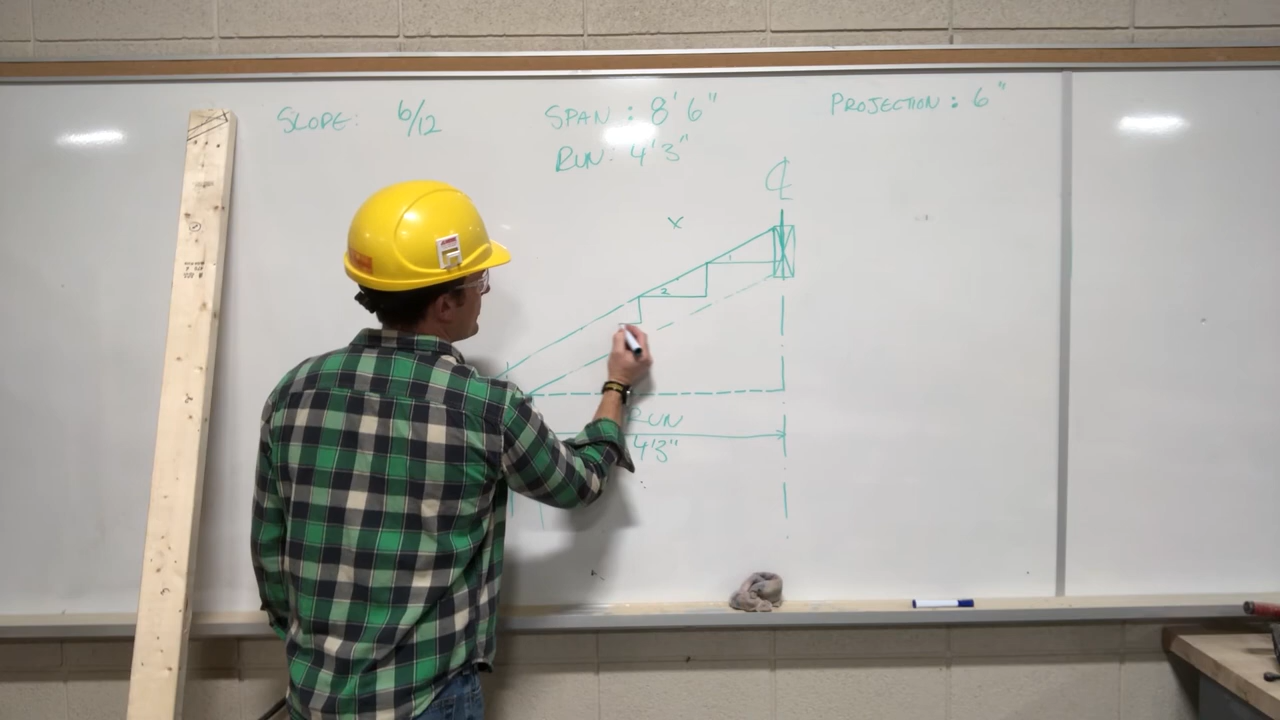 SLOPE: 6/12
SPAN: 8' 6"
PROJECTION: 6"
RUN: 4'3"
℄
X
1
2
RUN
4'3"